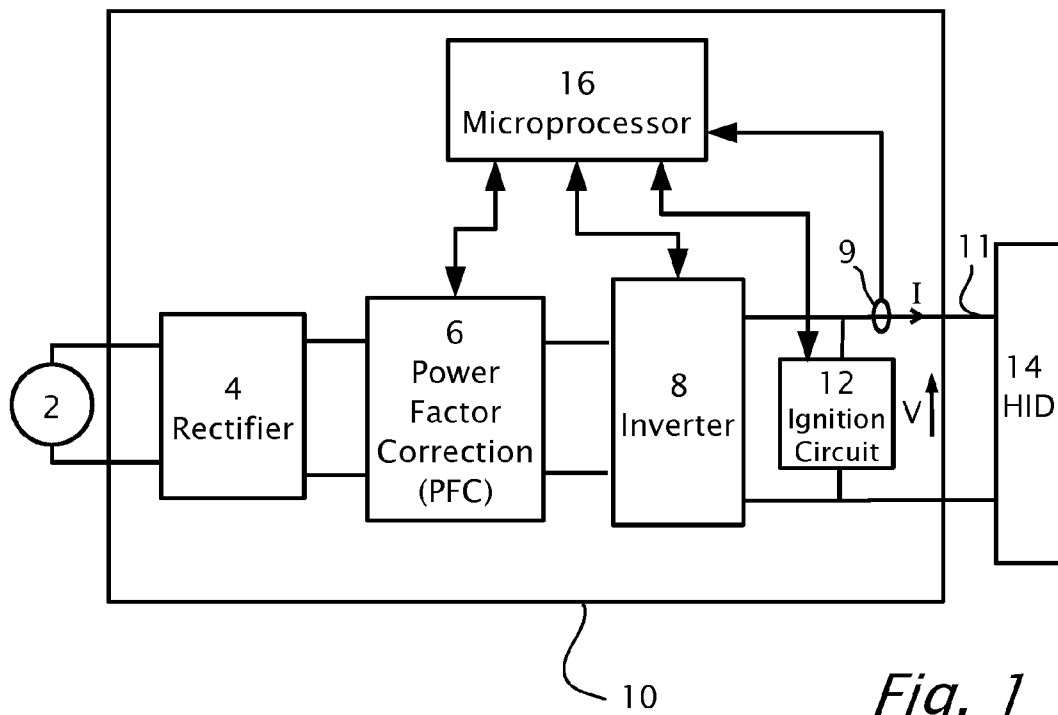 16
Microprocessor
9
I
11
2
4
Rectifier
6
Power
Factor
Correction
(PFC)
8
Inverter
12
Ignition
Circuit
V
14
HID
10
Fig. 1